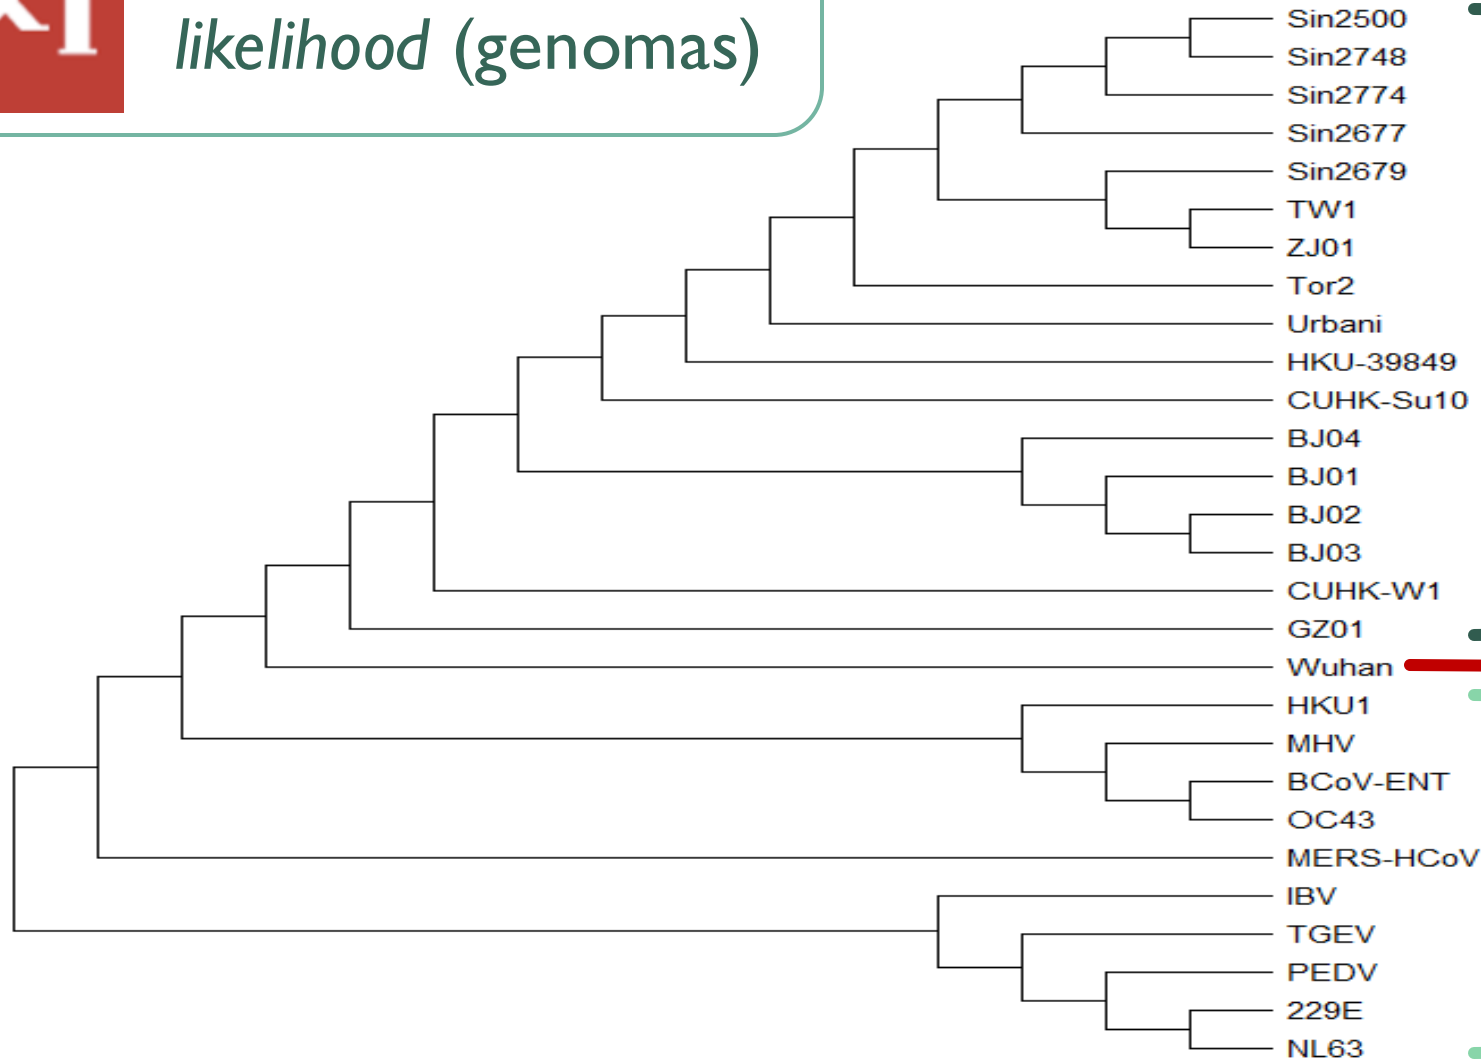 likelihood (genomas)
Sin2500
Sin2748
Sin2774
Sin2677
Sin2679
TW1
ZJ01
Tor2
Urbani
HKU-39849
CUHK-Su10
BJ04
BJ01
BJ02
BJ03
CUHK-W1
GZ01
Wuhan
HKU1
MHV
BCoV-ENT
OC43
MERS-HCoV
IBV
TGEV
PEDV
229E
NL63